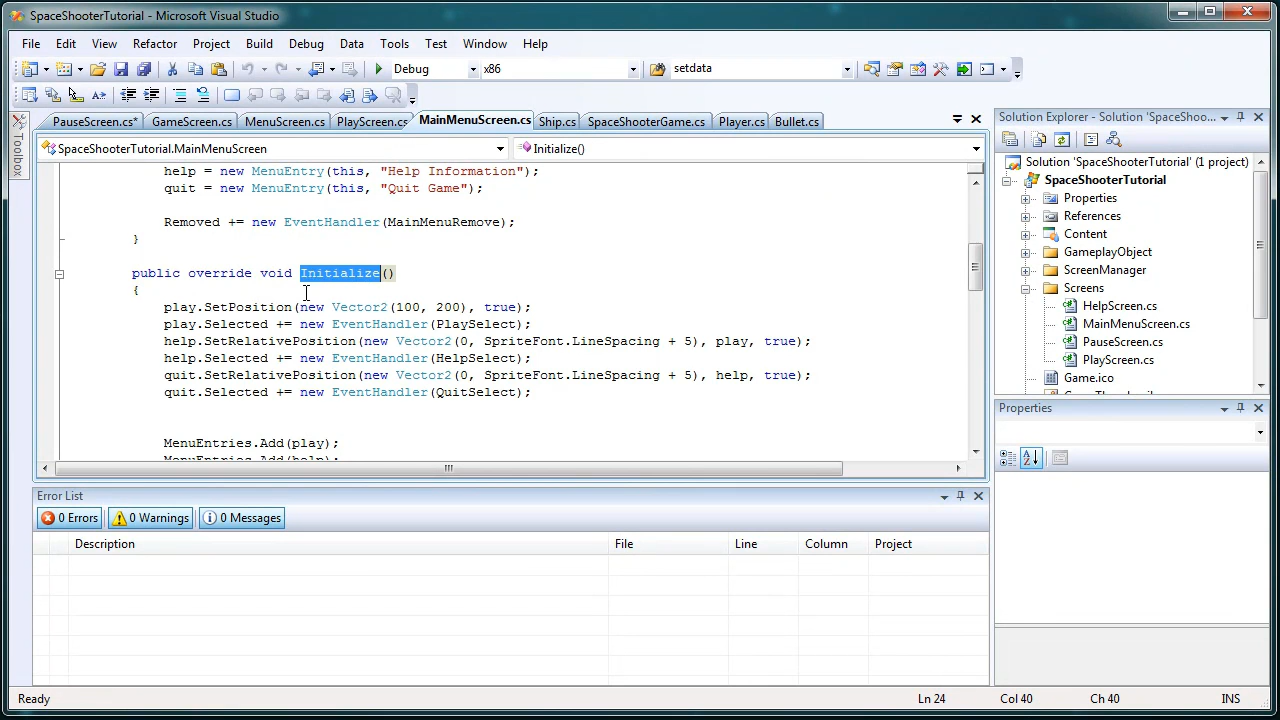 SpaceShooterTutorial - Microsoft Visual Studio
File Edit View Refactor Project Build Debug Data Tools Test Window Help
Debug x86 setdata
PauseScreen.cs* GameScreen.cs MenuScreen.cs PlayScreen.cs MainMenuScreen.cs Ship.cs SpaceShooterGame.cs Player.cs Bullet.cs
Toolbox
SpaceShooterTutorial.MainMenuScreen Initialize()
help = new MenuEntry(this, "Help Information");
quit = new MenuEntry(this, "Quit Game");
Removed += new EventHandler(MainMenuRemove);
}
public override void Initialize()
{
play.SetPosition(new Vector2(100, 200), true);
play.Selected += new EventHandler(PlaySelect);
help.SetRelativePosition(new Vector2(0, SpriteFont.LineSpacing + 5), play, true);
help.Selected += new EventHandler(HelpSelect);
quit.SetRelativePosition(new Vector2(0, SpriteFont.LineSpacing + 5), help, true);
quit.Selected += new EventHandler(QuitSelect);
MenuEntries.Add(play);
MenuEntries.Add(help);
Solution Explorer - SpaceShoo...
Solution 'SpaceShooterTutorial' (1 project)
SpaceShooterTutorial
Properties
References
Content
GameplayObject
ScreenManager
Screens
HelpScreen.cs
MainMenuScreen.cs
PauseScreen.cs
PlayScreen.cs
Game.ico
Properties
Error List
0 Errors 0 Warnings 0 Messages
Description File Line Column Project
Ready Ln 24 Col 40 Ch 40 INS